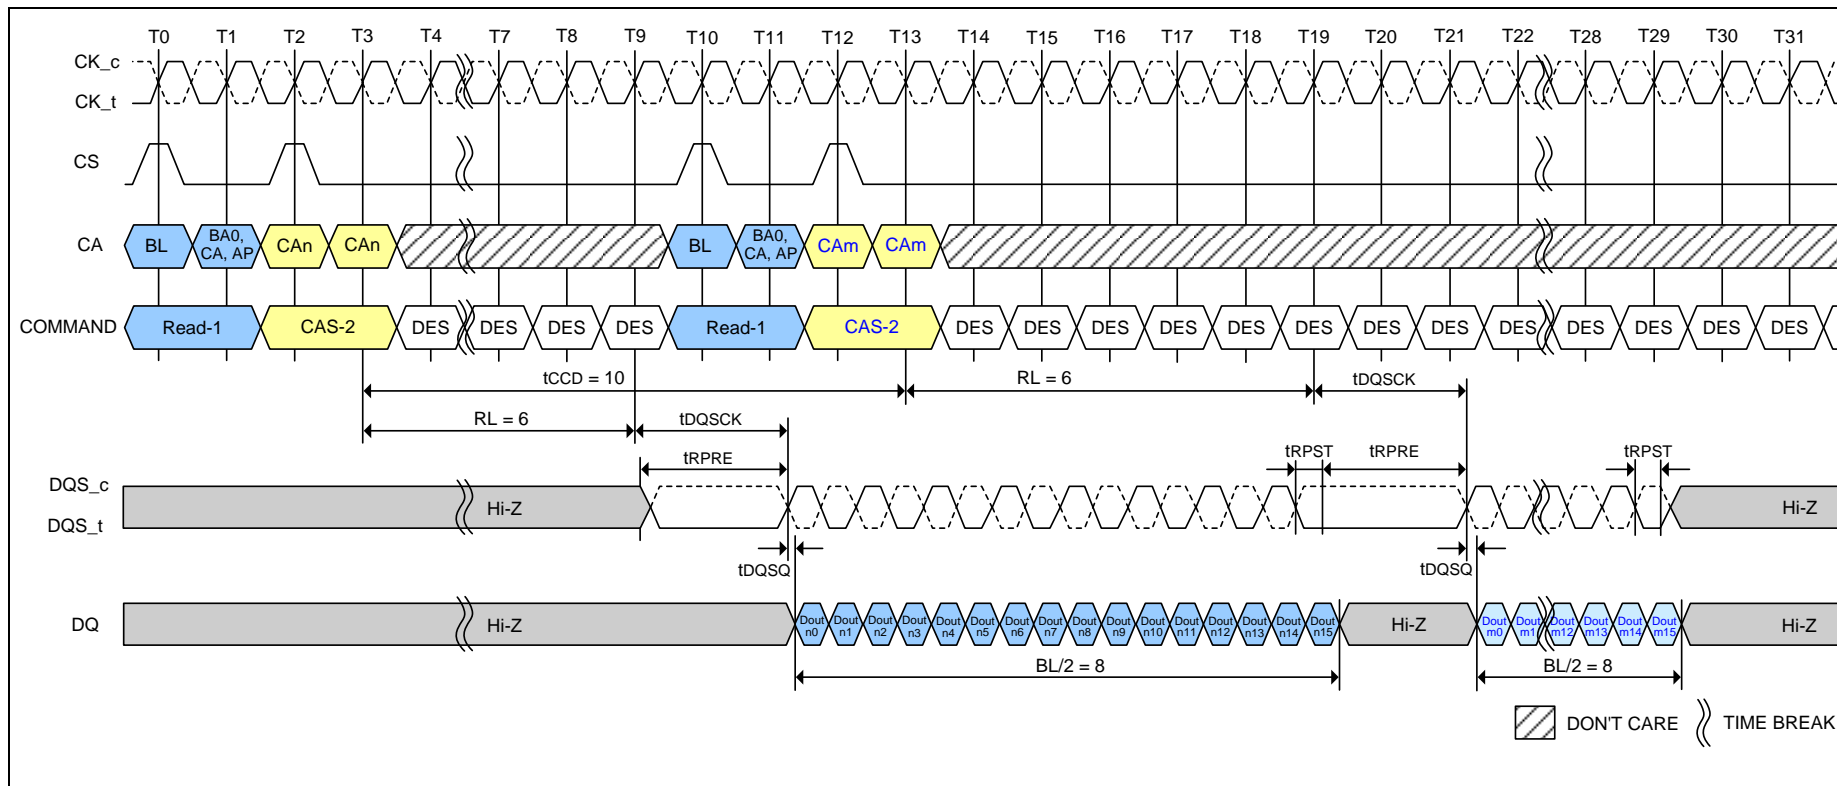 T0 T1 T2 T3 T4 T7 T8 T9 T10 T11 T12 T13 T14 T15 T16 T17 T18 T19 T20 T21 T22 T28 T29 T30 T31
CK_c
CK_t
CS
CA BL BA0, CA, AP CAn CAn BL BA0, CA, AP CAm CAm
COMMAND Read-1 CAS-2 DES DES DES DES Read-1 CAS-2 DES DES DES DES DES DES DES DES DES DES DES DES DES
tCCD = 10 RL = 6 tDQSCK
RL = 6 tDQSCK
tRPRE tRPST tRPRE tRPST
DQS_c
Hi-Z Hi-Z
DQS_t
tDQSQ tDQSQ
DQ Hi-Z Dout n0 Dout n1 Dout n2 Dout n3 Dout n4 Dout n5 Dout n6 Dout n7 Dout n8 Dout n9 Dout n10 Dout n11 Dout n12 Dout n13 Dout n14 Dout n15 Hi-Z Dout m0 Dout m1 Dout m12 Dout m13 Dout m14 Dout m15 Hi-Z
BL/2 = 8 BL/2 = 8
DON'T CARE TIME BREAK